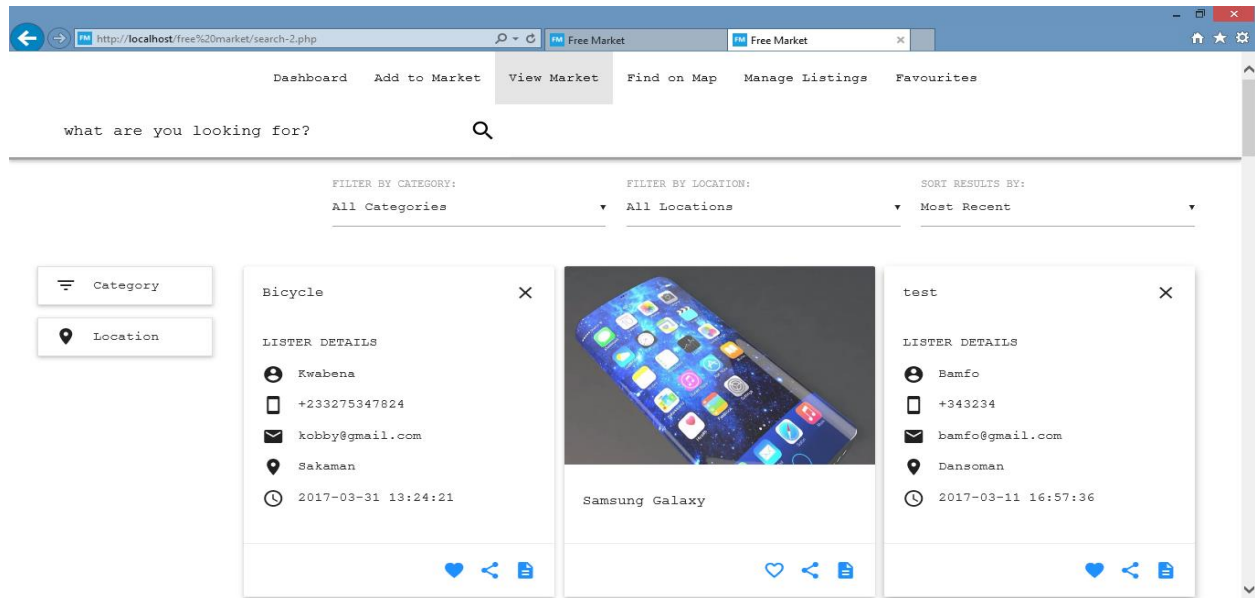 http://localhost/free%20market/search-2.php
FM Free Market
FM Free Market
Dashboard Add to Market View Market Find on Map Manage Listings Favourites
what are you looking for?
FILTER BY CATEGORY: FILTER BY LOCATION: SORT RESULTS BY:
All Categories All Locations Most Recent
Category
Location
Bicycle
LISTER DETAILS
Kwabena
+233275347824
kobby@gmail.com
Sakaman
2017-03-31 13:24:21
Samsung Galaxy
test
LISTER DETAILS
Bamfo
+343234
bamfo@gmail.com
Dansoman
2017-03-11 16:57:36